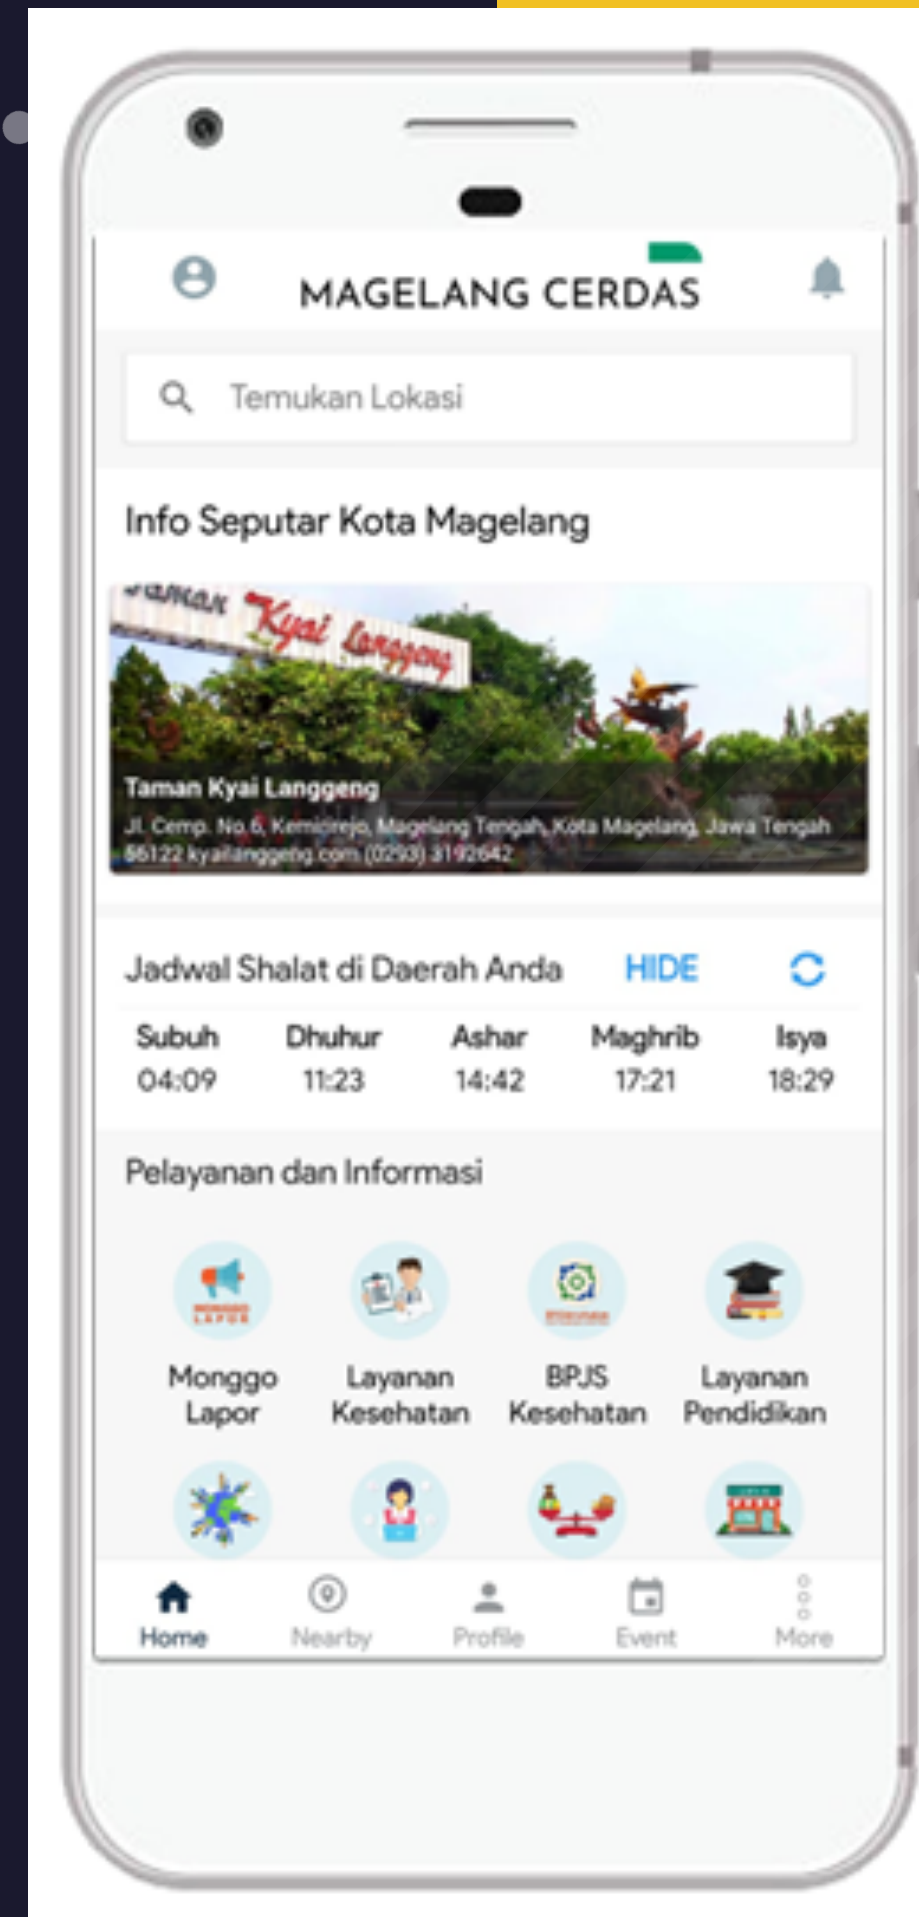 MAGELANG CERDAS
Temukan Lokasi
Info Seputar Kota Magelang
Taman Kyai Langgeng
Taman Kyai Langgeng
Jl. Cemp. No.6, Kemirirejo, Magelang Tengah, Kota Magelang, Jawa Tengah
56122 kyailanggeng.com (0293) 3192642
Jadwal Shalat di Daerah Anda HIDE
Subuh Dhuhur Ashar Maghrib Isya
04:09 11:23 14:42 17:21 18:29
Pelayanan dan Informasi
MONGGO
LAPOR
Monggo Layanan BPJS Layanan
Lapor Kesehatan Kesehatan Pendidikan
Home Nearby Profile Event More